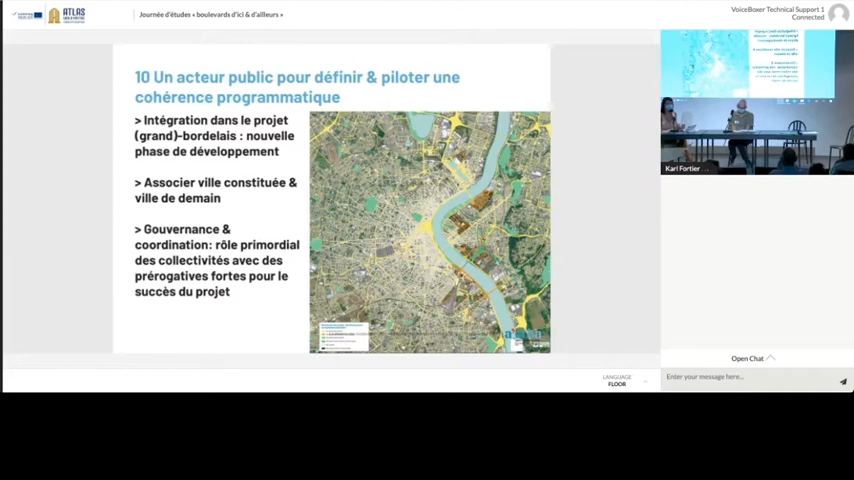 ATLAS
Journée d'études « boulevards d'ici & d'ailleurs »
VoiceBoxer Technical Support 1
Connected
10 Un acteur public pour définir & piloter une
cohérence programmatique
> Intégration dans le projet
(grand)-bordelais : nouvelle
phase de développement
> Associer ville constituée &
ville de demain
> Gouvernance &
coordination: rôle primordial
des collectivités avec des
prérogatives fortes pour le
succès du projet
Karl Fortier ...
Open Chat
LANGUAGE
FLOOR
Enter your message here...